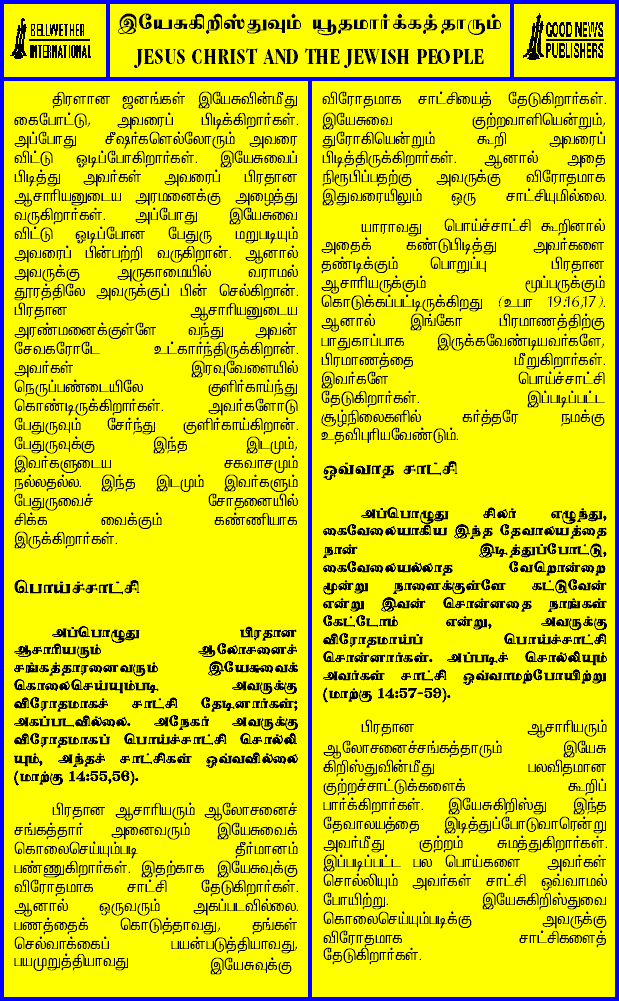 BELLWETHER
INTERNATIONAL
இயேசுகிறிஸ்துவும் யூதமார்க்கத்தாரும்
JESUS CHRIST AND THE JEWISH PEOPLE
GOOD NEWS
PUBLISHERS
திரளான ஜனங்கள் இயேசுவின்மீது
கைபோட்டு, அவரைப் பிடிக்கிறார்கள்.
அப்போது சீஷர்களெல்லோரும் அவரை
விட்டு ஓடிப்போகிறார்கள். இயேசுவைப்
பிடித்து அவர்கள் அவரைப் பிரதான
ஆசாரியனுடைய அரமனைக்கு அழைத்து
வருகிறார்கள். அப்போது இயேசுவை
விட்டு ஓடிப்போன பேதுரு மறுபடியும்
அவரைப் பின்பற்றி வருகிறான். ஆனால்
அவருக்கு அருகாமையில் வராமல்
தூரத்திலே அவருக்குப் பின் செல்கிறான்.
பிரதான ஆசாரியனுடைய
அரண்மனைக்குள்ளே வந்து அவன்
சேவகரோடே உட்கார்ந்திருக்கிறான்.
அவர்கள் இரவுவேளையில்
நெருப்பண்டையிலே குளிர்காய்ந்து
கொண்டிருக்கிறார்கள். அவர்களோடு
பேதுருவும் சேர்ந்து குளிர்காய்கிறான்.
பேதுருவுக்கு இந்த இடமும்,
இவர்களுடைய சகவாசமும்
நல்லதல்ல. இந்த இடமும் இவர்களும்
பேதுருவைச் சோதனையில்
சிக்க வைக்கும் கண்ணியாக
இருக்கிறார்கள்.
பொய்ச்சாட்சி
அப்பொழுது பிரதான
ஆசாரியரும் ஆலோசனைச்
சங்கத்தாரனைவரும் இயேசுவைக்
கொலைசெய்யும்படி அவருக்கு
விரோதமாகச் சாட்சி தேடினார்கள்;
அகப்படவில்லை. அநேகர் அவருக்கு
விரோதமாகப் பொய்ச்சாட்சி சொல்லி
யும், அந்தச் சாட்சிகள் ஒவ்வவில்லை
(மாற்கு 14:55,56).
பிரதான ஆசாரியரும் ஆலோசனைச்
சங்கத்தார் அனைவரும் இயேசுவைக்
கொலைசெய்யும்படி தீர்மானம்
பண்ணுகிறார்கள். இதற்காக இயேசுவுக்கு
விரோதமாக சாட்சி தேடுகிறார்கள்.
ஆனால் ஒருவரும் அகப்படவில்லை.
பணத்தைக் கொடுத்தாவது, தங்கள்
செல்வாக்கைப் பயன்படுத்தியாவது,
பயமுறுத்தியாவது இயேசுவுக்கு
விரோதமாக சாட்சியைத் தேடுகிறார்கள்.
இயேசுவை குற்றவாளியென்றும்,
துரோகியென்றும் கூறி அவரைப்
பிடித்திருக்கிறார்கள். ஆனால் அதை
நிரூபிப்பதற்கு அவருக்கு விரோதமாக
இதுவரையிலும் ஒரு சாட்சியுமில்லை.
யாராவது பொய்ச்சாட்சி கூறினால்
அதைக் கண்டுபிடித்து அவர்களை
தண்டிக்கும் பொறுப்பு பிரதான
ஆசாரியருக்கும் மூப்பருக்கும்
கொடுக்கப்பட்டிருக்கிறது (உபா 19:16,17).
ஆனால் இங்கோ பிரமாணத்திற்கு
பாதுகாப்பாக இருக்கவேண்டியவர்களே,
பிரமாணத்தை மீறுகிறார்கள்.
இவர்களே பொய்ச்சாட்சி
தேடுகிறார்கள். இப்படிப்பட்ட
சூழ்நிலைகளில் கர்த்தரே நமக்கு
உதவிபுரியவேண்டும்.
ஒவ்வாத சாட்சி
அப்பொழுது சிலர் எழுந்து,
கைவேலையாகிய இந்த தேவாலயத்தை
நான் இடித்துப்போட்டு,
கைவேலையல்லாத வேறொன்றை
மூன்று நாளைக்குள்ளே கட்டுவேன்
என்று இவன் சொன்னதை நாங்கள்
கேட்டோம் என்று, அவருக்கு
விரோதமாய்ப் பொய்ச்சாட்சி
சொன்னார்கள். அப்படிச் சொல்லியும்
அவர்கள் சாட்சி ஒவ்வாமற்போயிற்று
(மாற்கு 14:57-59).
பிரதான ஆசாரியரும்
ஆலோசனைச்சங்கத்தாரும் இயேசு
கிறிஸ்துவின்மீது பலவிதமான
குற்றச்சாட்டுக்களைக் கூறிப்
பார்க்கிறார்கள். இயேசுகிறிஸ்து இந்த
தேவாலயத்தை இடித்துப்போடுவாரென்று
அவர்மீது குற்றம் சுமத்துகிறார்கள்.
இப்படிப்பட்ட பல பொய்களை அவர்கள்
சொல்லியும் அவர்கள் சாட்சி ஒவ்வாமல்
போயிற்று. இயேசுகிறிஸ்துவை
கொலைசெய்யும்படிக்கு அவருக்கு
விரோதமாக சாட்சிகளைத்
தேடுகிறார்கள்.